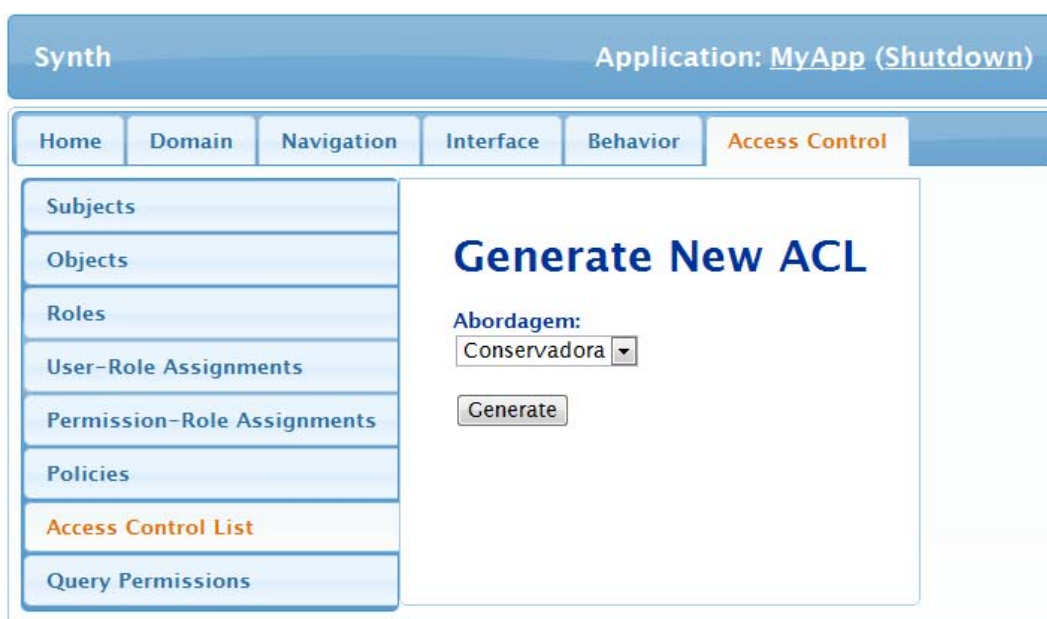 Synth Application: MyApp (Shutdown)
Home Domain Navigation Interface Behavior Access Control
Subjects
Objects
Roles
User-Role Assignments
Permission-Role Assignments
Policies
Access Control List
Query Permissions
Generate New ACL
Abordagem:
Conservadora
Generate